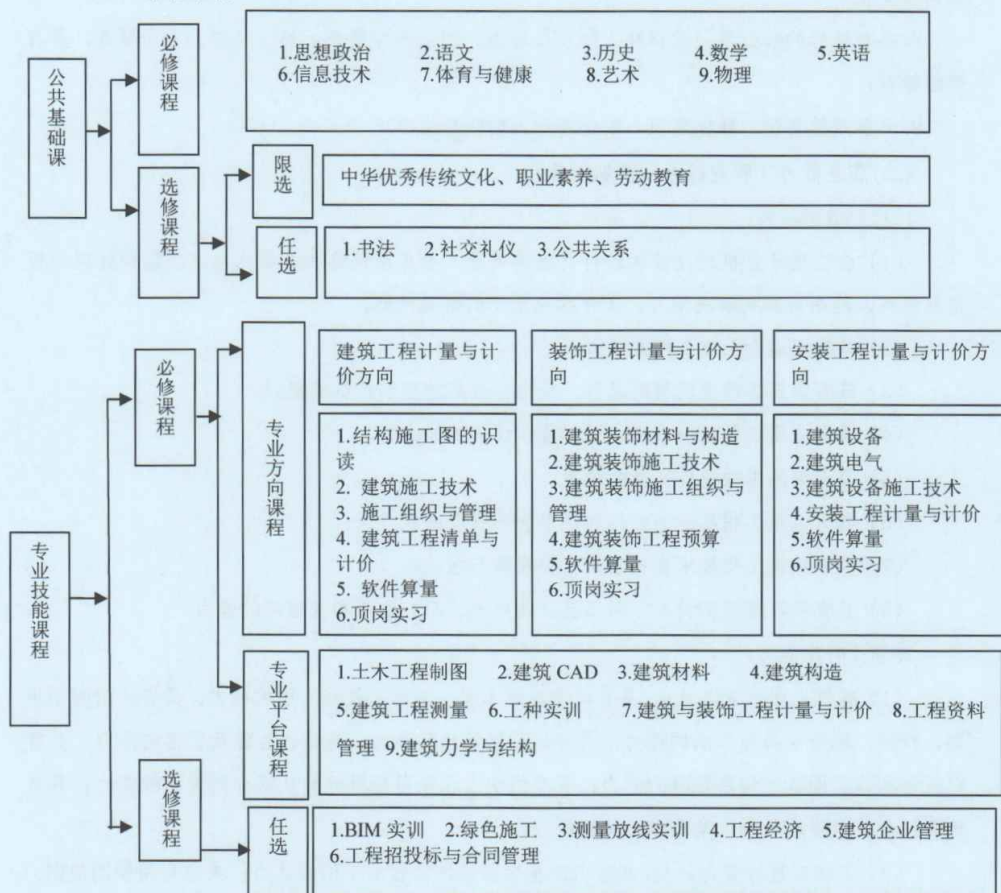 公共基础课
必修课程
1.思想政治 2.语文 3.历史 4.数学 5.英语
6.信息技术 7.体育与健康 8.艺术 9.物理
选修课程
限选
中华优秀传统文化、职业素养、劳动教育
任选
1.书法 2.社交礼仪 3.公共关系
专业技能课程
必修课程
专业方向课程
建筑工程计量与计
价方向
装饰工程计量与计价方
向
安装工程计量与计价方
向
1.结构施工图的识
读
2. 建筑施工技术
3. 施工组织与管理
4. 建筑工程清单与
计价
5. 软件算量
6.顶岗实习
1.建筑装饰材料与构造
2.建筑装饰施工技术
3.建筑装饰施工组织与
管理
4.建筑装饰工程预算
5.软件算量
6.顶岗实习
1.建筑设备
2.建筑电气
3.建筑设备施工技术
4.安装工程计量与计价
5.软件算量
6.顶岗实习
专业平台课程
1.土木工程制图 2.建筑 CAD 3.建筑材料 4.建筑构造
5.建筑工程测量 6.工种实训 7.建筑与装饰工程计量与计价 8.工程资料
管理 9.建筑力学与结构
选修课程
任选
1.BIM 实训 2.绿色施工 3.测量放线实训 4.工程经济 5.建筑企业管理
6.工程招投标与合同管理